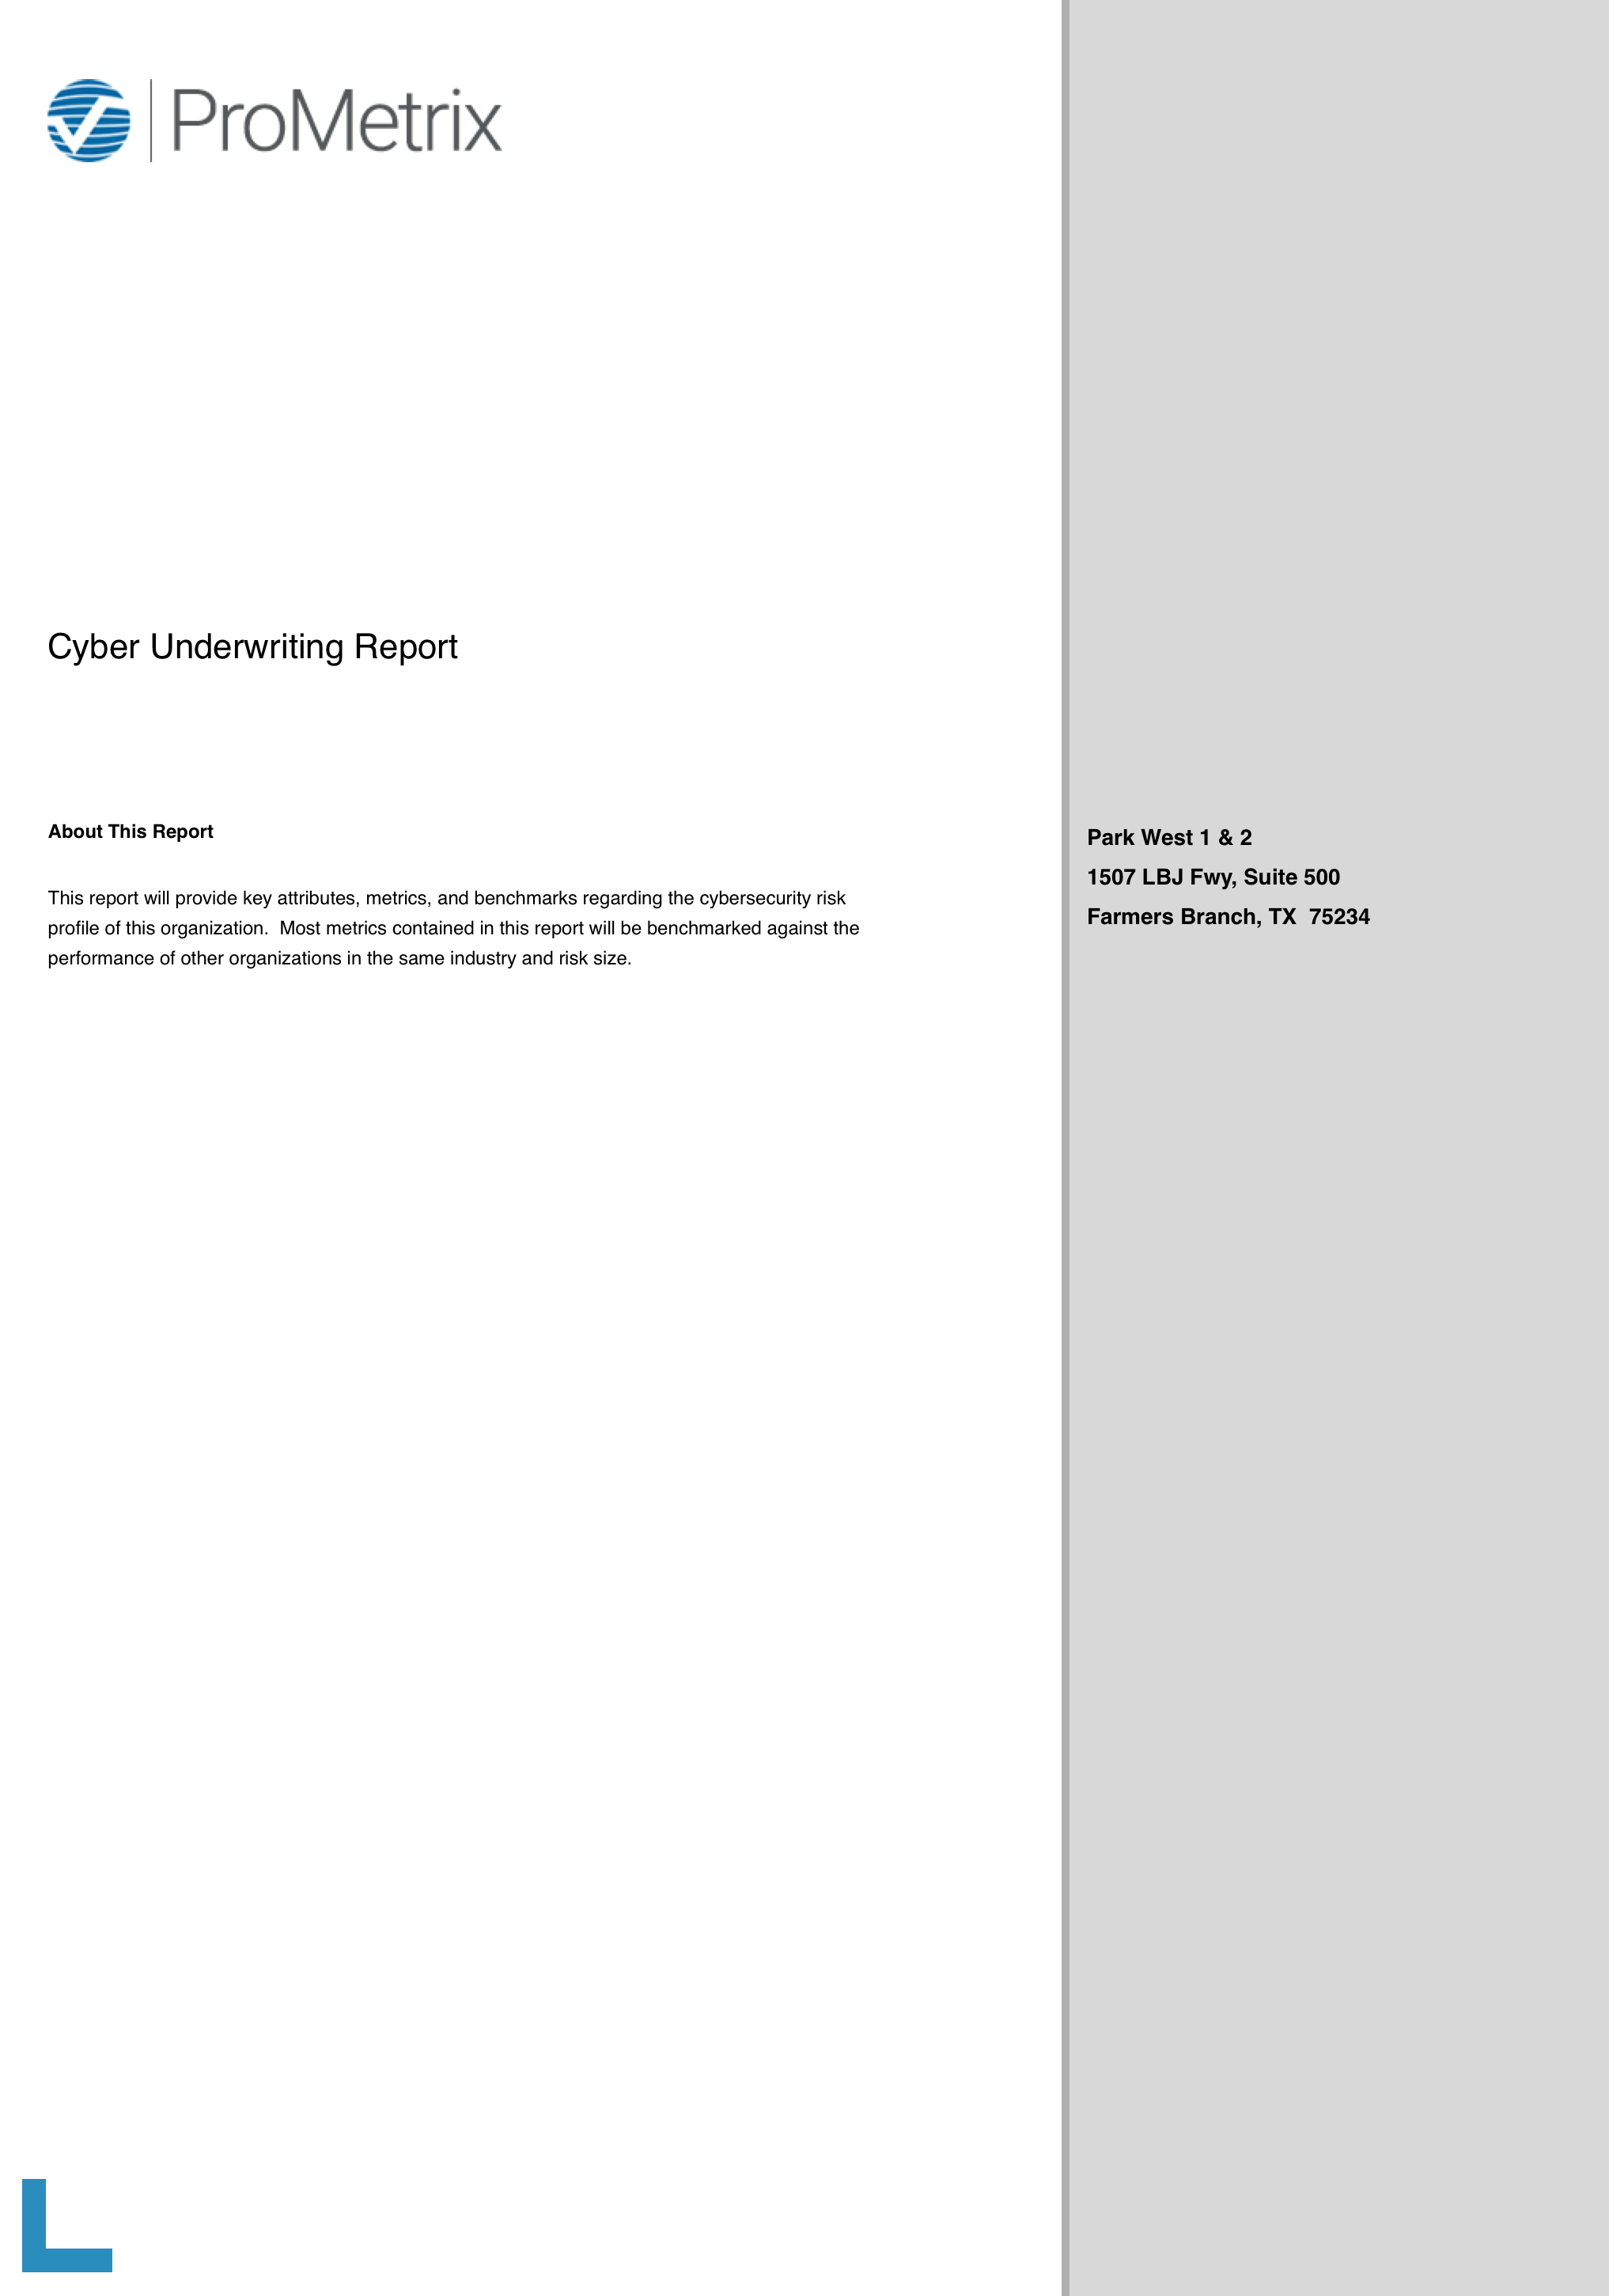 ProMetrix
Cyber Underwriting Report
About This Report
This report will provide key attributes, metrics, and benchmarks regarding the cybersecurity risk
profile of this organization.  Most metrics contained in this report will be benchmarked against the
performance of other organizations in the same industry and risk size.
Park West 1 & 2
1507 LBJ Fwy, Suite 500
Farmers Branch, TX  75234